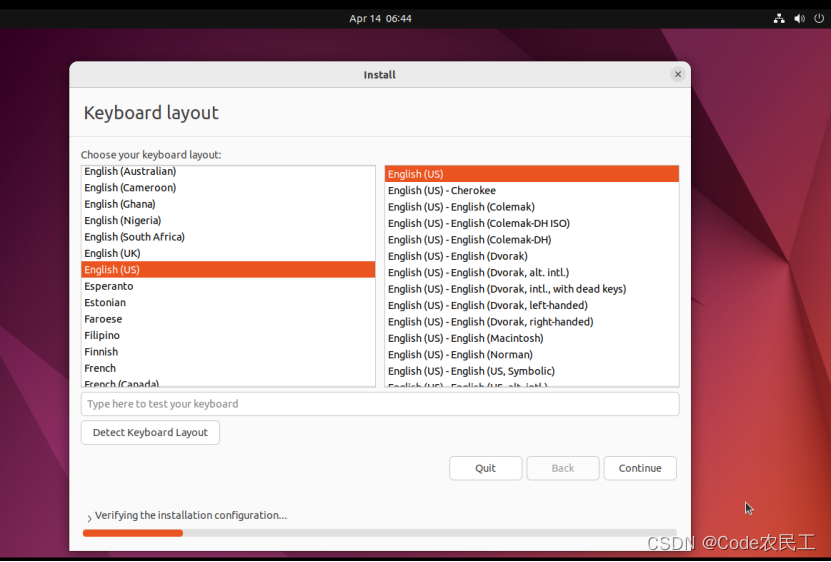 Apr 14 06:44
Install
Keyboard layout
Choose your keyboard layout:
English (Australian)
English (Cameroon)
English (Ghana)
English (Nigeria)
English (South Africa)
English (UK)
English (US)
Esperanto
Estonian
Faroese
Filipino
Finnish
French
French (Canada)
English (US)
English (US) - Cherokee
English (US) - English (Colemak)
English (US) - English (Colemak-DH ISO)
English (US) - English (Colemak-DH)
English (US) - English (Dvorak)
English (US) - English (Dvorak, alt. intl.)
English (US) - English (Dvorak, intl., with dead keys)
English (US) - English (Dvorak, left-handed)
English (US) - English (Dvorak, right-handed)
English (US) - English (Macintosh)
English (US) - English (Norman)
English (US) - English (US, Symbolic)
English (US) - English (US, alt. intl.)
Type here to test your keyboard
Detect Keyboard Layout
Quit
Back
Continue
Verifying the installation configuration...
CSDN @Code农民工